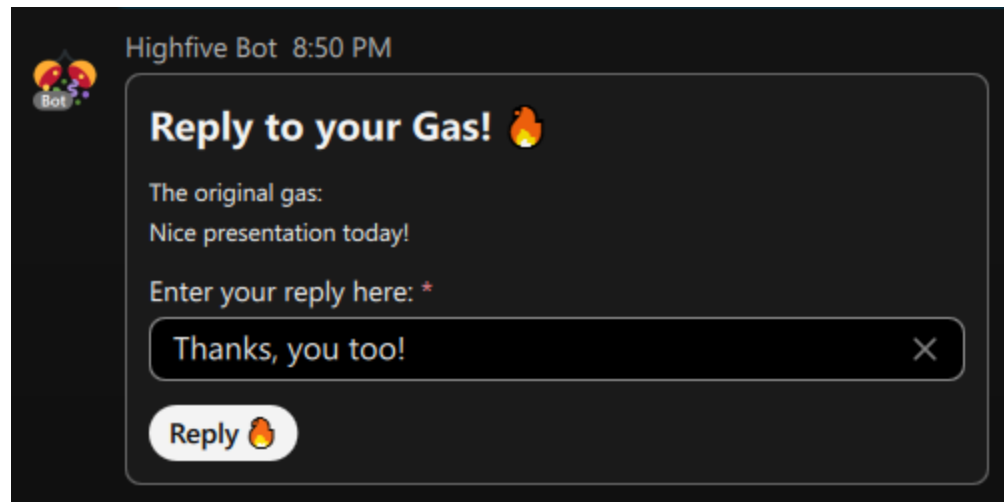 Highfive Bot 8:50 PM
Bot
Reply to your Gas! 🔥
The original gas:
Nice presentation today!
Enter your reply here: *
Thanks, you too!
Reply 🔥